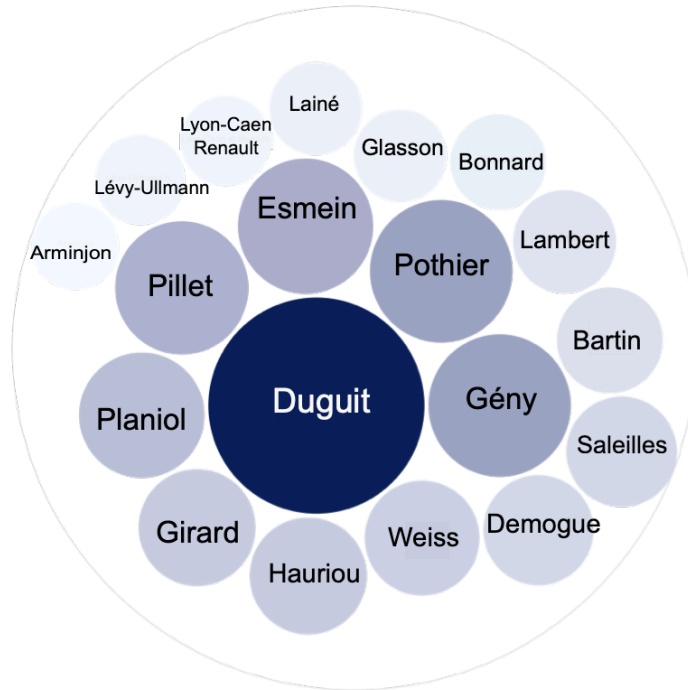 Lainé
Lyon-Caen
Renault
Glasson
Bonnard
Lévy-Ullmann
Esmein
Arminjon
Pillet
Pothier
Lambert
Bartin
Planiol
Duguit
Gény
Saleilles
Girard
Hauriou
Weiss
Demogue